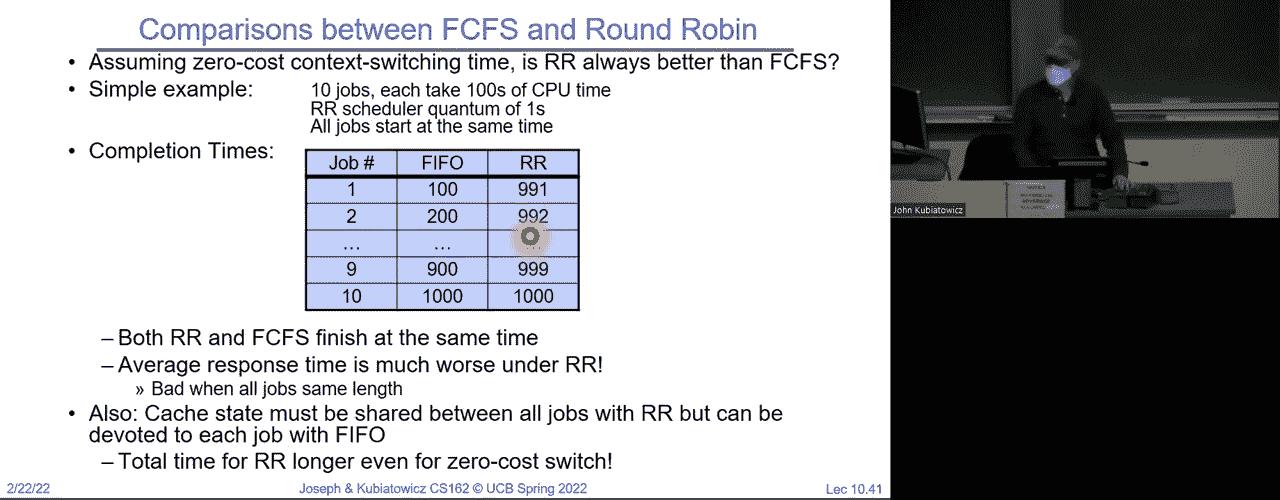 Comparisons between FCFS and Round Robin
• Assuming zero-cost context-switching time, is RR always better than FCFS?
• Simple example: 10 jobs, each take 100s of CPU time
RR scheduler quantum of 1s
All jobs start at the same time
• Completion Times:
Job # FIFO RR
1 100 991
2 200 992
... ... ...
9 900 999
10 1000 1000
– Both RR and FCFS finish at the same time
– Average response time is much worse under RR!
» Bad when all jobs same length
• Also: Cache state must be shared between all jobs with RR but can be
devoted to each job with FIFO
– Total time for RR longer even for zero-cost switch!
2/22/22 Joseph & Kubiatowicz CS162 © UCB Spring 2022 Lec 10.41
John Kubiatowicz